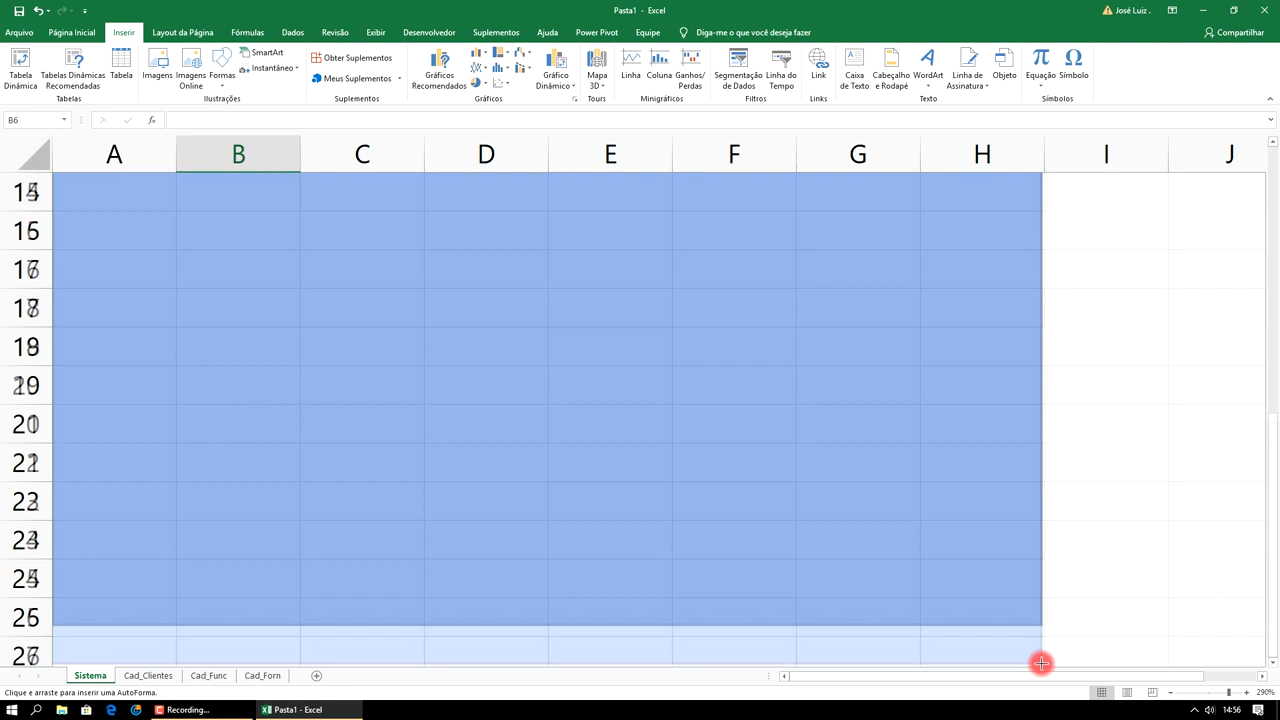 Pasta1 - Excel
José Luiz .
Arquivo Página Inicial Inserir Layout da Página Fórmulas Dados Revisão Exibir Desenvolvedor Suplementos Ajuda Power Pivot Equipe Diga-me o que você deseja fazer Compartilhar
Tabela Dinâmica
Tabelas Dinâmicas Recomendadas
Tabela
Tabelas
Imagens
Imagens Online
Formas
SmartArt
Instantâneo
Ilustrações
Obter Suplementos
Meus Suplementos
Suplementos
Gráficos Recomendados
Gráfico Dinâmico
Gráficos
Mapa 3D
Tours
Linha
Coluna
Ganhos/ Perdas
Minigráficos
Segmentação de Dados
Linha do Tempo
Filtros
Link
Links
Caixa de Texto
Cabeçalho e Rodapé
WordArt
Linha de Assinatura
Objeto
Texto
Equação
Símbolo
Símbolos
B6
fx
A B C D E F G H I J
16
18
Sistema Cad_Clientes Cad_Func Cad_Forn
Clique e arraste para inserir uma AutoForma.
290%
Recording...
Pasta1 - Excel
14:56